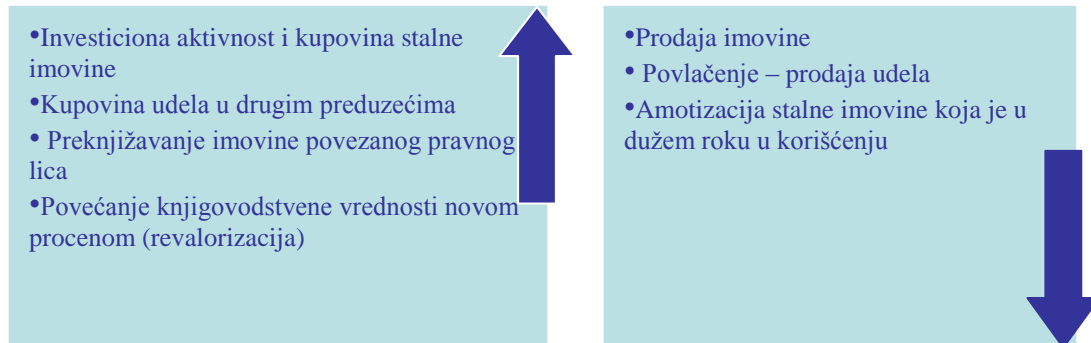 •Investiciona aktivnost i kupovina stalne
imovine
•Kupovina udela u drugim preduzećima
• Preknjižavanje imovine povezanog pravnog
lica
•Povećanje knjigovodstvene vrednosti novom
procenom (revalorizacija)
•Prodaja imovine
• Povlačenje – prodaja udela
•Amotizacija stalne imovine koja je u
dužem roku u korišćenju